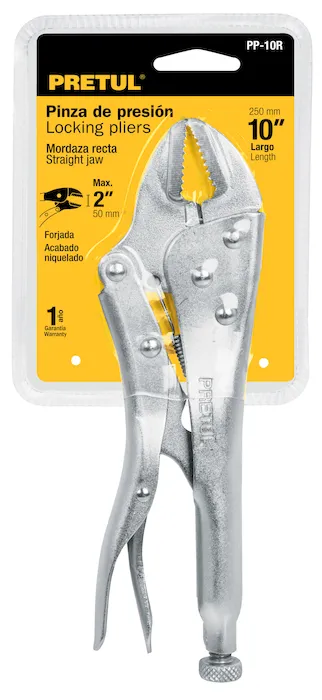 PP-10R
PRETUL®
Pinza de presión
Locking pliers
Mordaza recta
Straight jaw
250 mm
10"
Largo
Length
Max.
2"
50 mm
Forjada
Acabado
niquelado
1 año
Garantía
Warranty
PRETUL